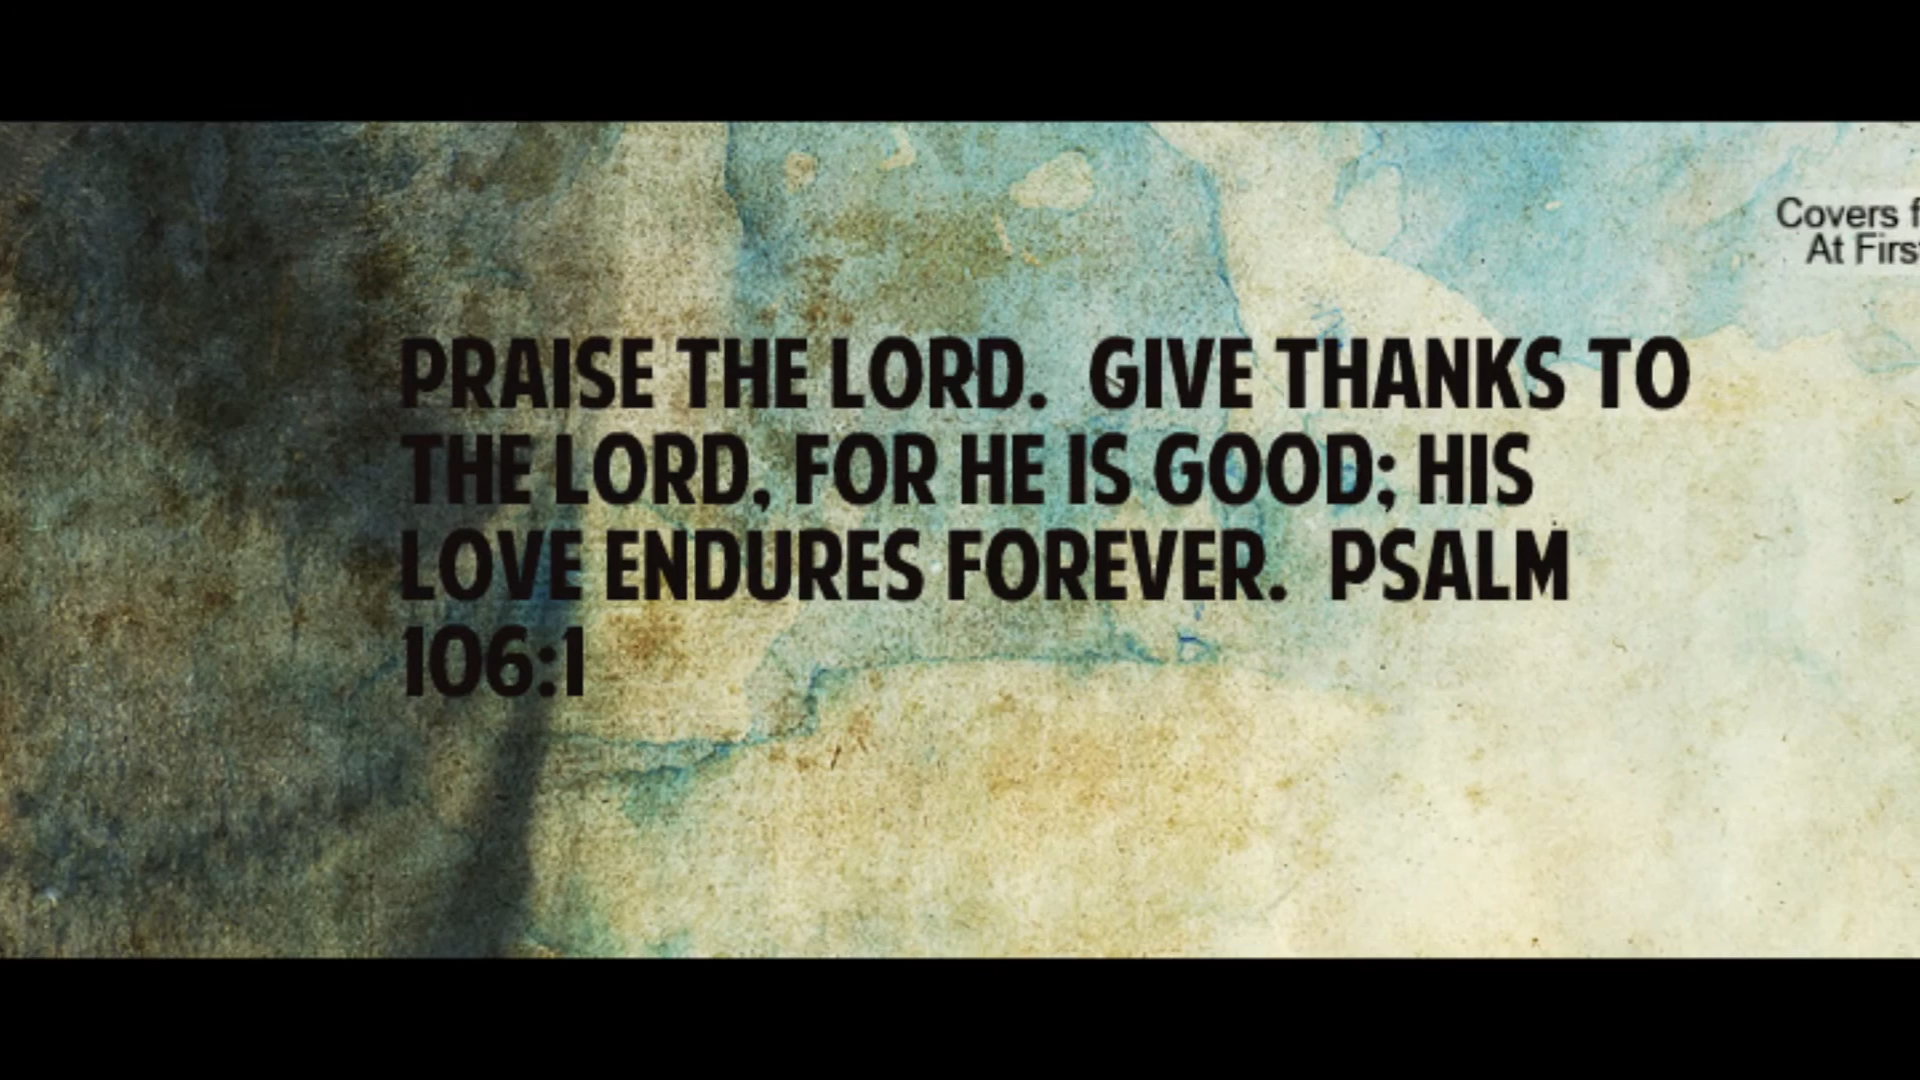 Covers
At
PRAISE THE LORD.  GIVE THANKS TO
THE LORD, FOR HE IS GOOD; HIS
LOVE ENDURES FOREVER.  PSALM
106:1